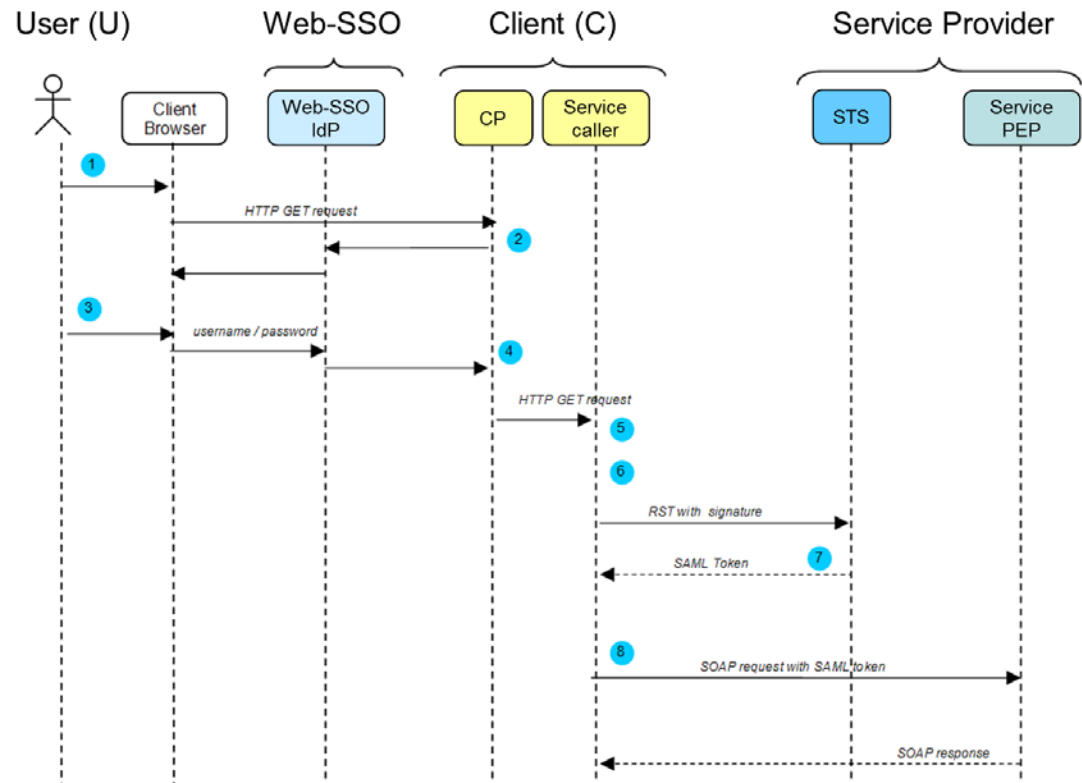 User (U)
Web-SSO
Client (C)
Service Provider
Client
Browser
Web-SSO
IdP
CP
Service
caller
STS
Service
PEP
1
HTTP GET request
2
3
username / password
4
HTTP GET request
5
6
RST with signature
7
SAML Token
8
SOAP request with SAML token
SOAP response